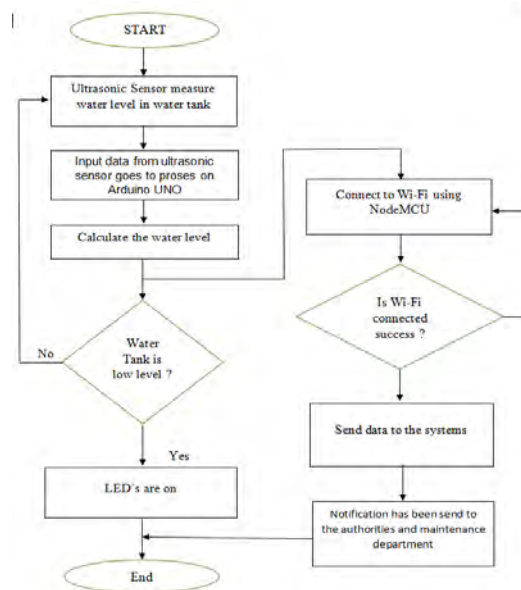 START
Ultrasonic Sensor measure
water level in water tank
Input data from ultrasonic
sensor goes to proses on
Arduino UNO
Calculate the water level
Water
Tank is
low level ?
No
Yes
LED's are on
End
Connect to Wi-Fi using
NodeMCU
Is Wi-Fi
connected
success ?
Send data to the systems
Notification has been send to
the authorities and maintenance
department